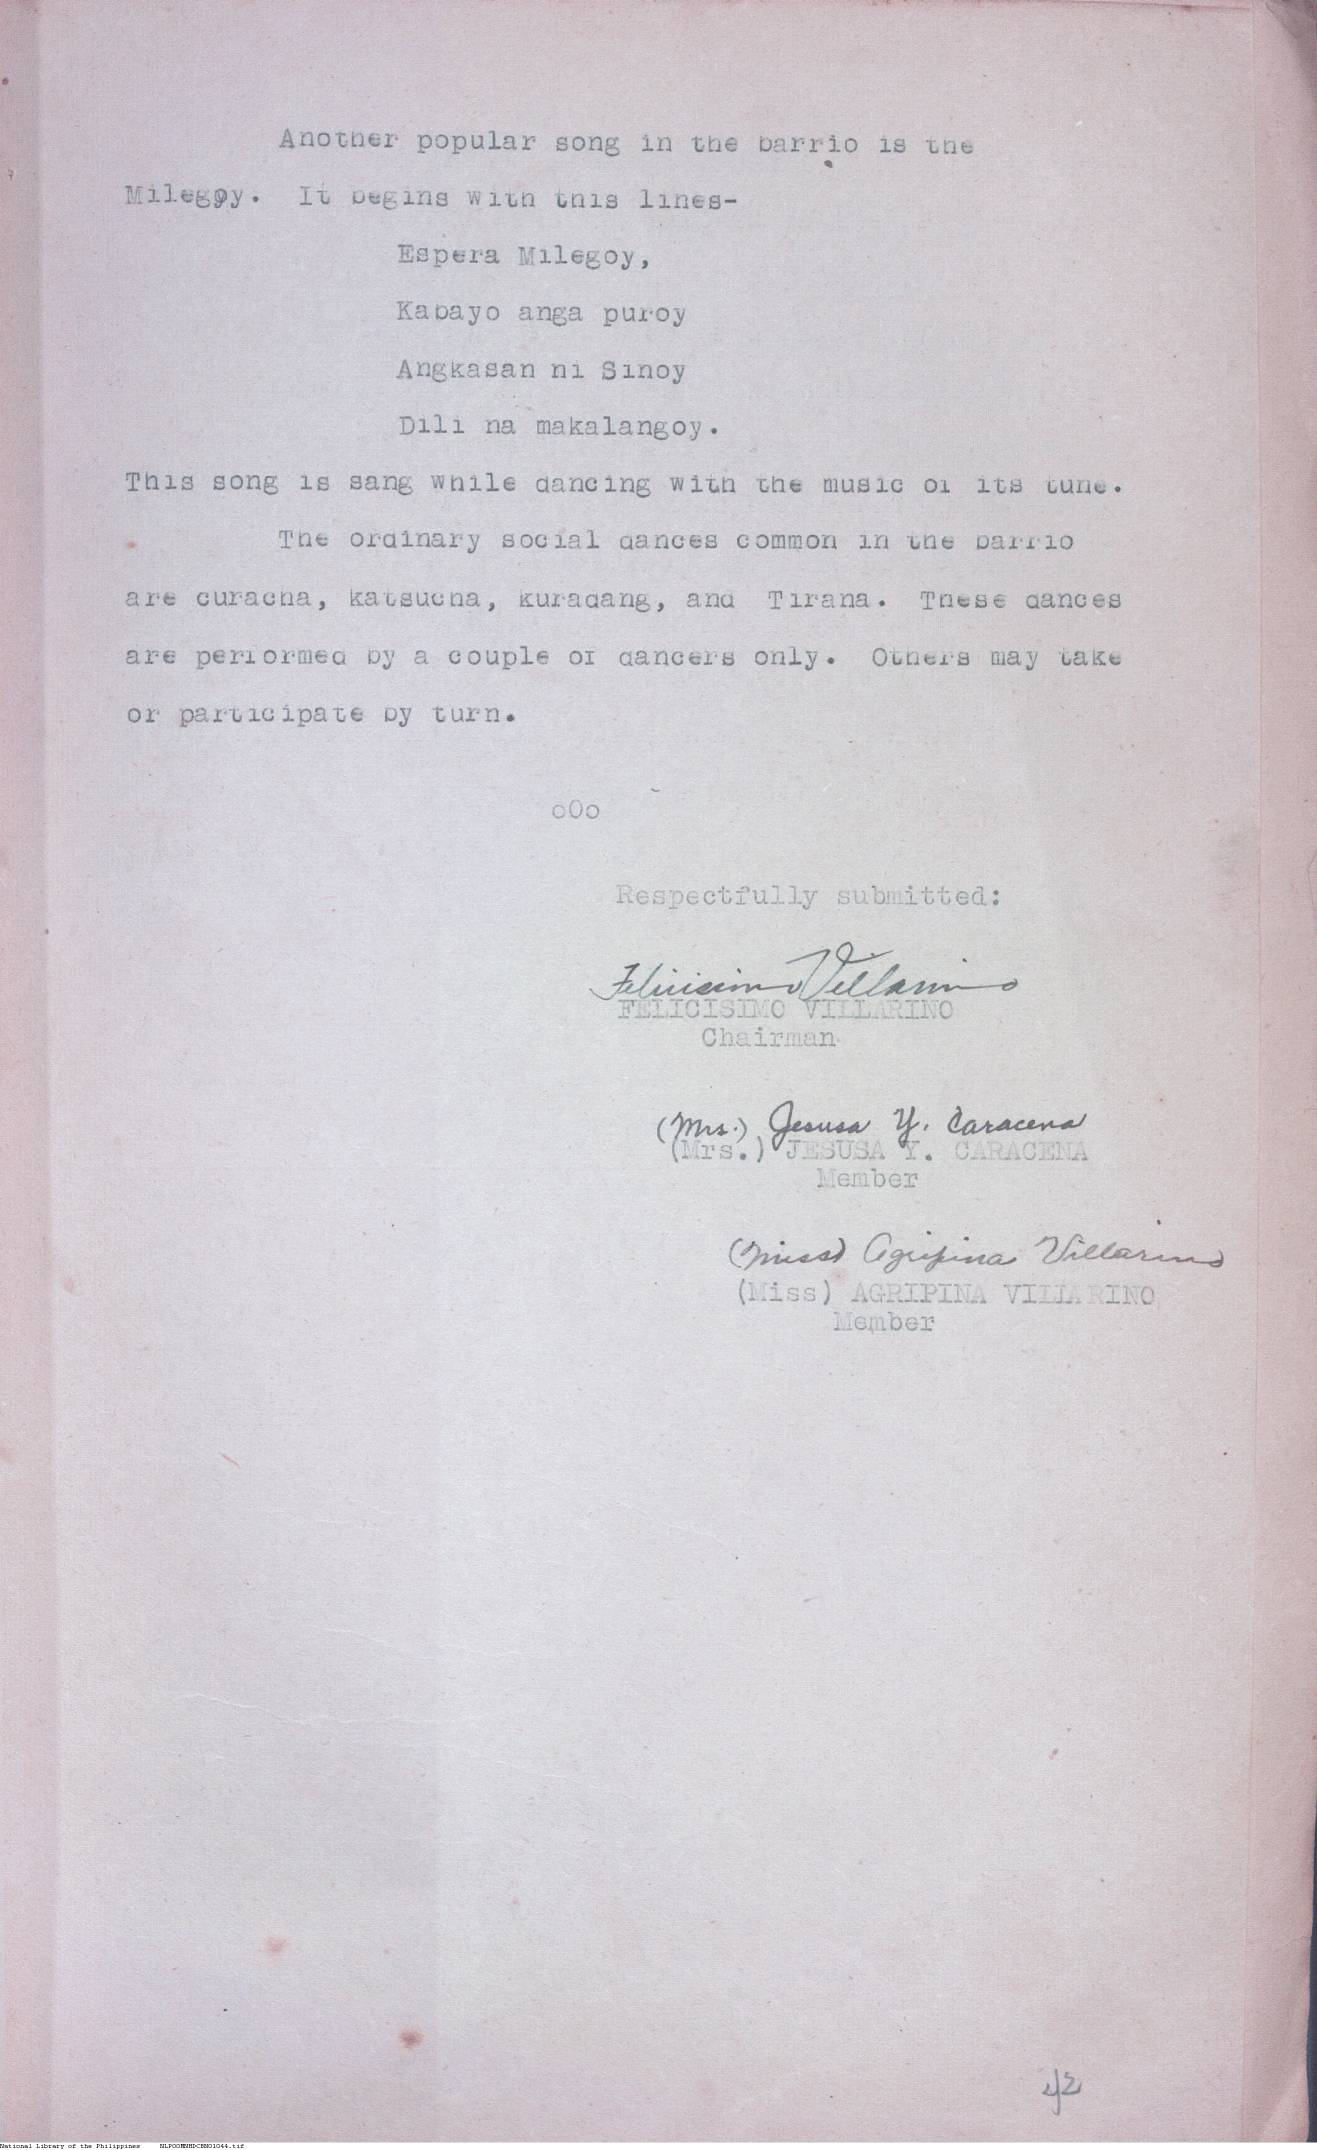 Another popular song in the barrio is the
Milegoy. It begins with this lines-
Espera Milegoy,
Kabayo anga puroy
Angkasan ni Sinoy
Dili na makalangoy.
This song is sang while dancing with the music of its tune.
The ordinary social dances common in the barrio
are curacha, katsucha, kuradang, and Tirana. These dances
are performed by a couple of dancers only. Others may take
or participate by turn.
oOo
Respectfully submitted:
Felicisimo Villarino
FELICISIMO VILLARINO
Chairman
(Mrs.) Jesusa Y. Caracena
(Mrs.) JESUSA Y. CARACENA
Member
(Miss) Agripina Villarino
(Miss) AGRIPINA VILLARINO
Member
42
National Library of the Philippines NLPOOBNHDCBN01044.tif